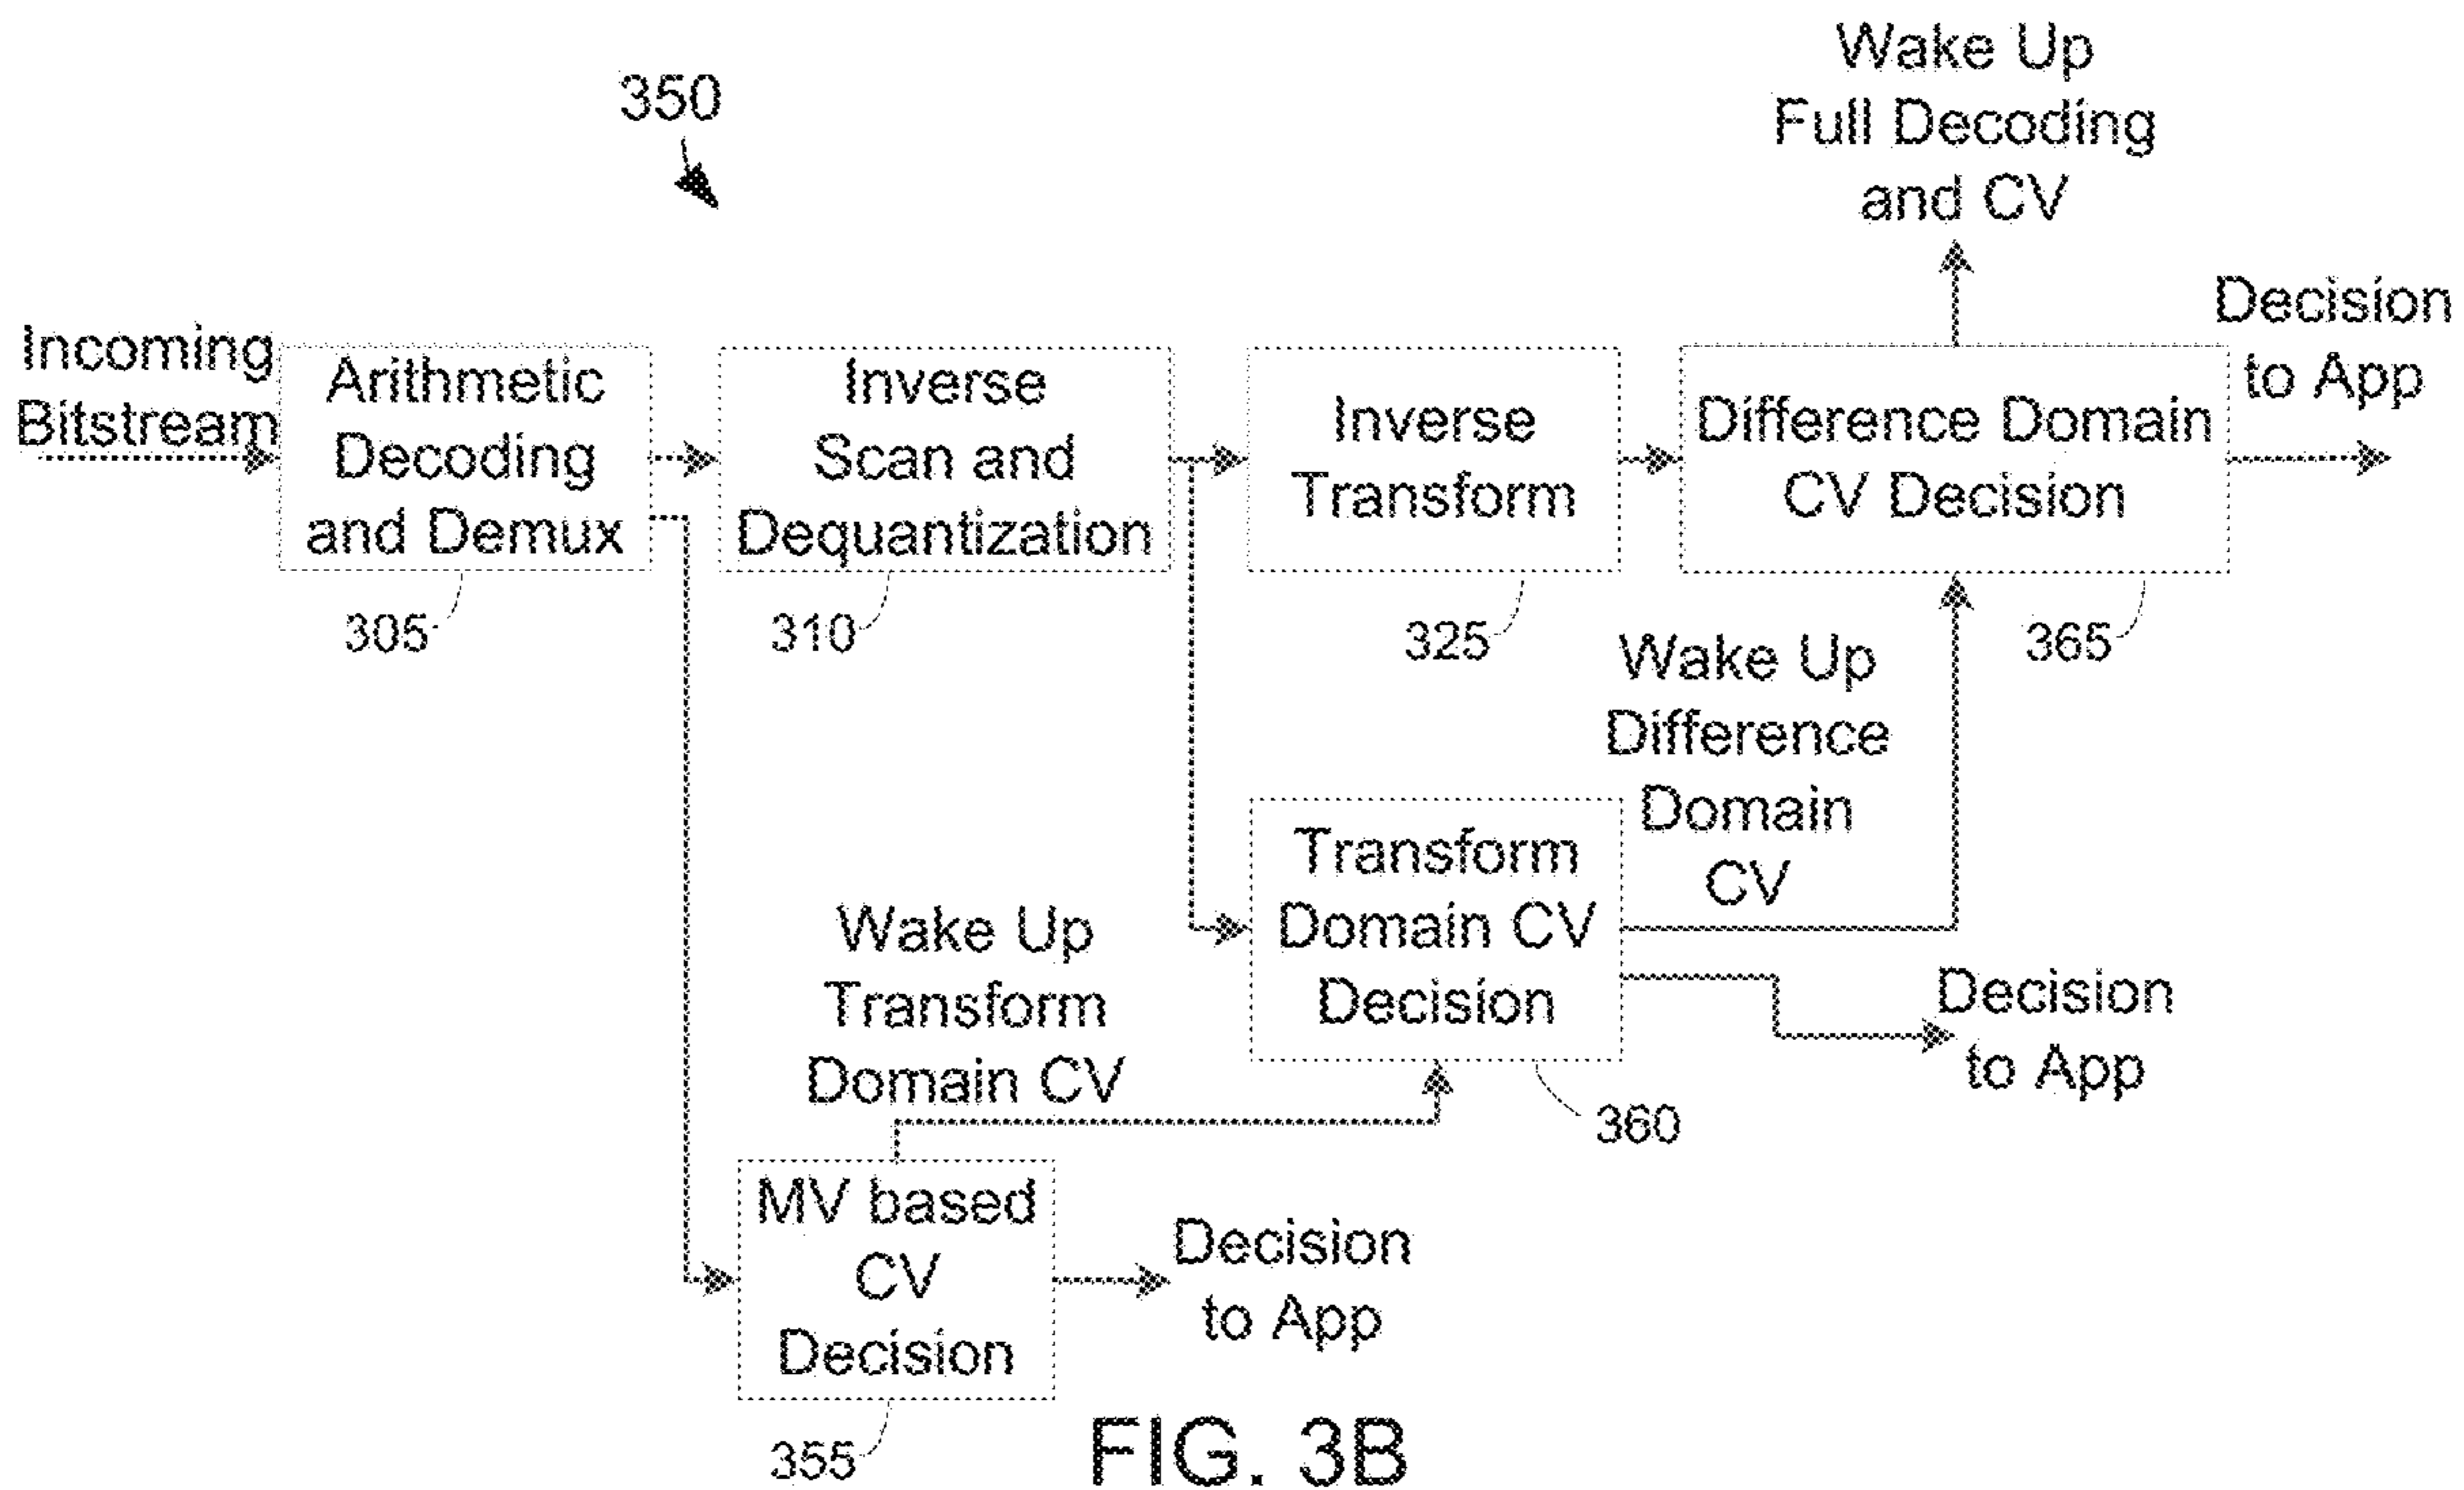 350
Wake Up
Full Decoding
and CV
Decision
to App
Incoming
Bitstream
Arithmetic
Decoding
and Demux
305
Inverse
Scan and
Dequantization
310
Inverse
Transform
325
Difference Domain
CV Decision
365
Wake Up
Difference
Domain
CV
Transform
Domain CV
Decision
360
Decision
to App
Wake Up
Transform
Domain CV
MV based
CV
Decision
355
Decision
to App
FIG. 3B